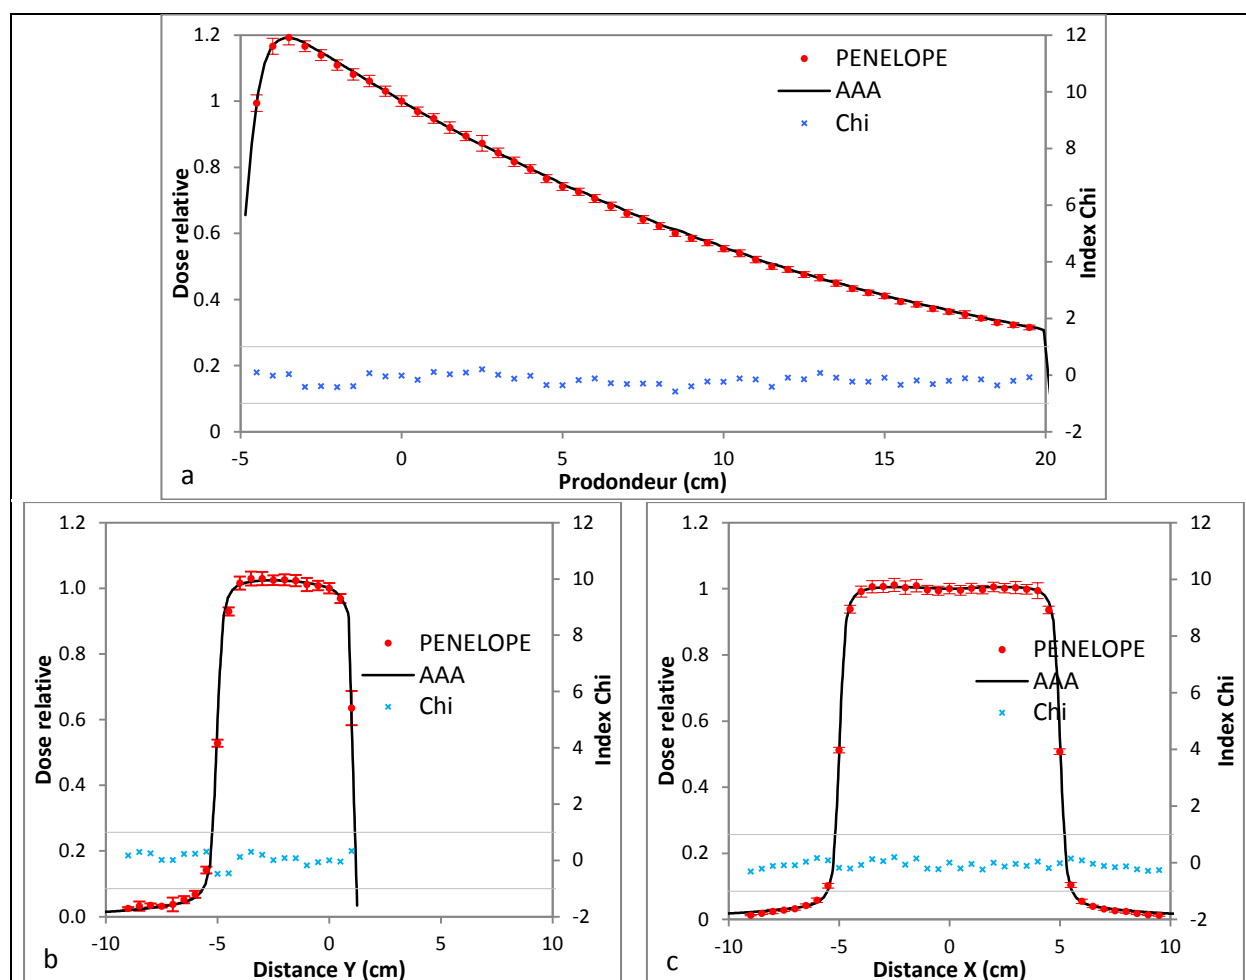 1.2
1
0.8
0.6
0.4
0.2
0
Dose relative
PENELOPE
AAA
Chi
12
10
8
6
4
2
0
-2
Index Chi
-5
0
5
10
15
20
Prodondeur (cm)
a
1.2
1.0
0.8
0.6
0.4
0.2
0.0
Dose relative
PENELOPE
AAA
Chi
12
10
8
6
4
2
0
-2
Index Chi
-10
-5
0
5
10
Distance Y (cm)
b
1.2
1
0.8
0.6
0.4
0.2
0
Dose relative
PENELOPE
AAA
Chi
12
10
8
6
4
2
0
-2
Index Chi
-10
-5
0
5
10
Distance X (cm)
c